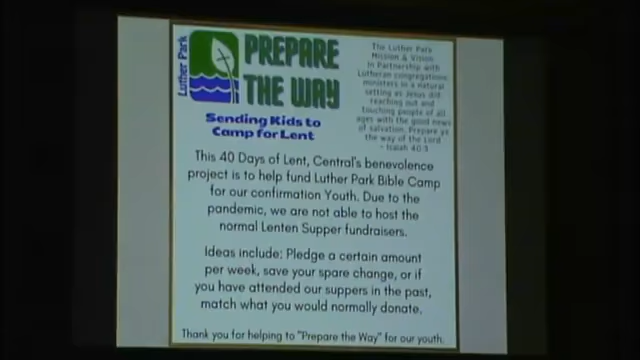 Luther Park
PREPARE
THE WAY
Sending Kids to
Camp for Lent
The Luther Park
Mission & Vision
In Partnership with
Lutheran congregations,
ministers in a natural
setting as Jesus did,
reaching out and
touching people of all
ages with the good news
of salvation. Prepare ye
the way of the Lord
- Isaiah 40:3
This 40 Days of Lent, Central's benevolence
project is to help fund Luther Park Bible Camp
for our confirmation Youth. Due to the
pandemic, we are not able to host the
normal Lenten Supper fundraisers.
Ideas include: Pledge a certain amount
per week, save your spare change, or if
you have attended our suppers in the past,
match what you would normally donate.
Thank you for helping to "Prepare the Way" for our youth.